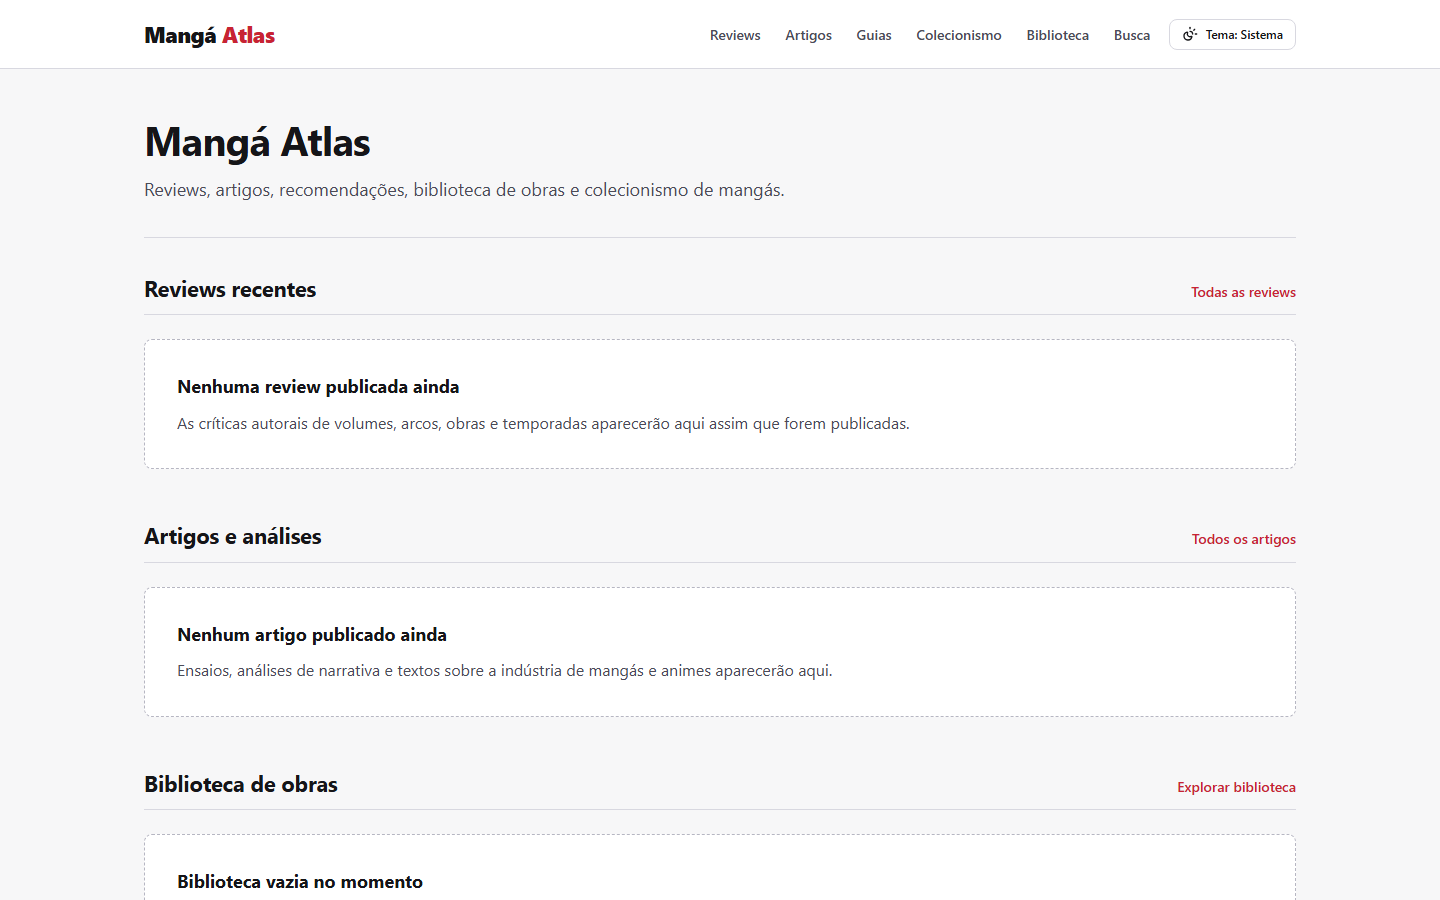 Mangá Atlas
Reviews
Artigos
Guias
Colecionismo
Biblioteca
Busca
Tema: Sistema
Mangá Atlas
Reviews, artigos, recomendações, biblioteca de obras e colecionismo de mangás.
Reviews recentes
Todas as reviews
Nenhuma review publicada ainda
As críticas autorais de volumes, arcos, obras e temporadas aparecerão aqui assim que forem publicadas.
Artigos e análises
Todos os artigos
Nenhum artigo publicado ainda
Ensaios, análises de narrativa e textos sobre a indústria de mangás e animes aparecerão aqui.
Biblioteca de obras
Explorar biblioteca
Biblioteca vazia no momento